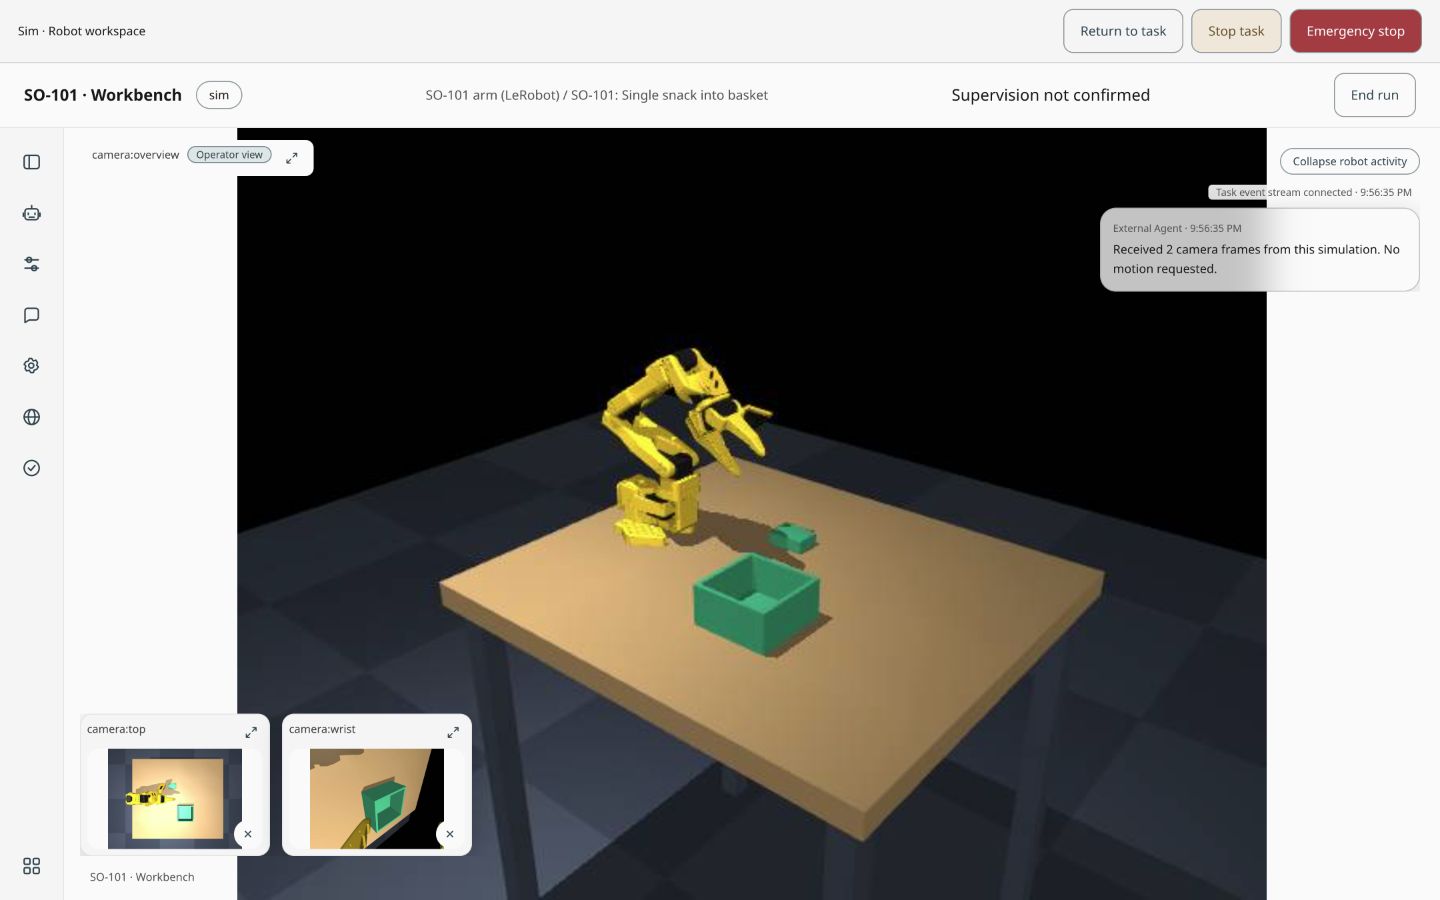 Sim · Robot workspace
Return to task
Stop task
Emergency stop
SO-101 · Workbench
sim
SO-101 arm (LeRobot) / SO-101: Single snack into basket
Supervision not confirmed
End run
camera:overview
Operator view
Collapse robot activity
Task event stream connected · 9:56:35 PM
External Agent · 9:56:35 PM
Received 2 camera frames from this simulation. No
motion requested.
camera:top
camera:wrist
SO-101 · Workbench